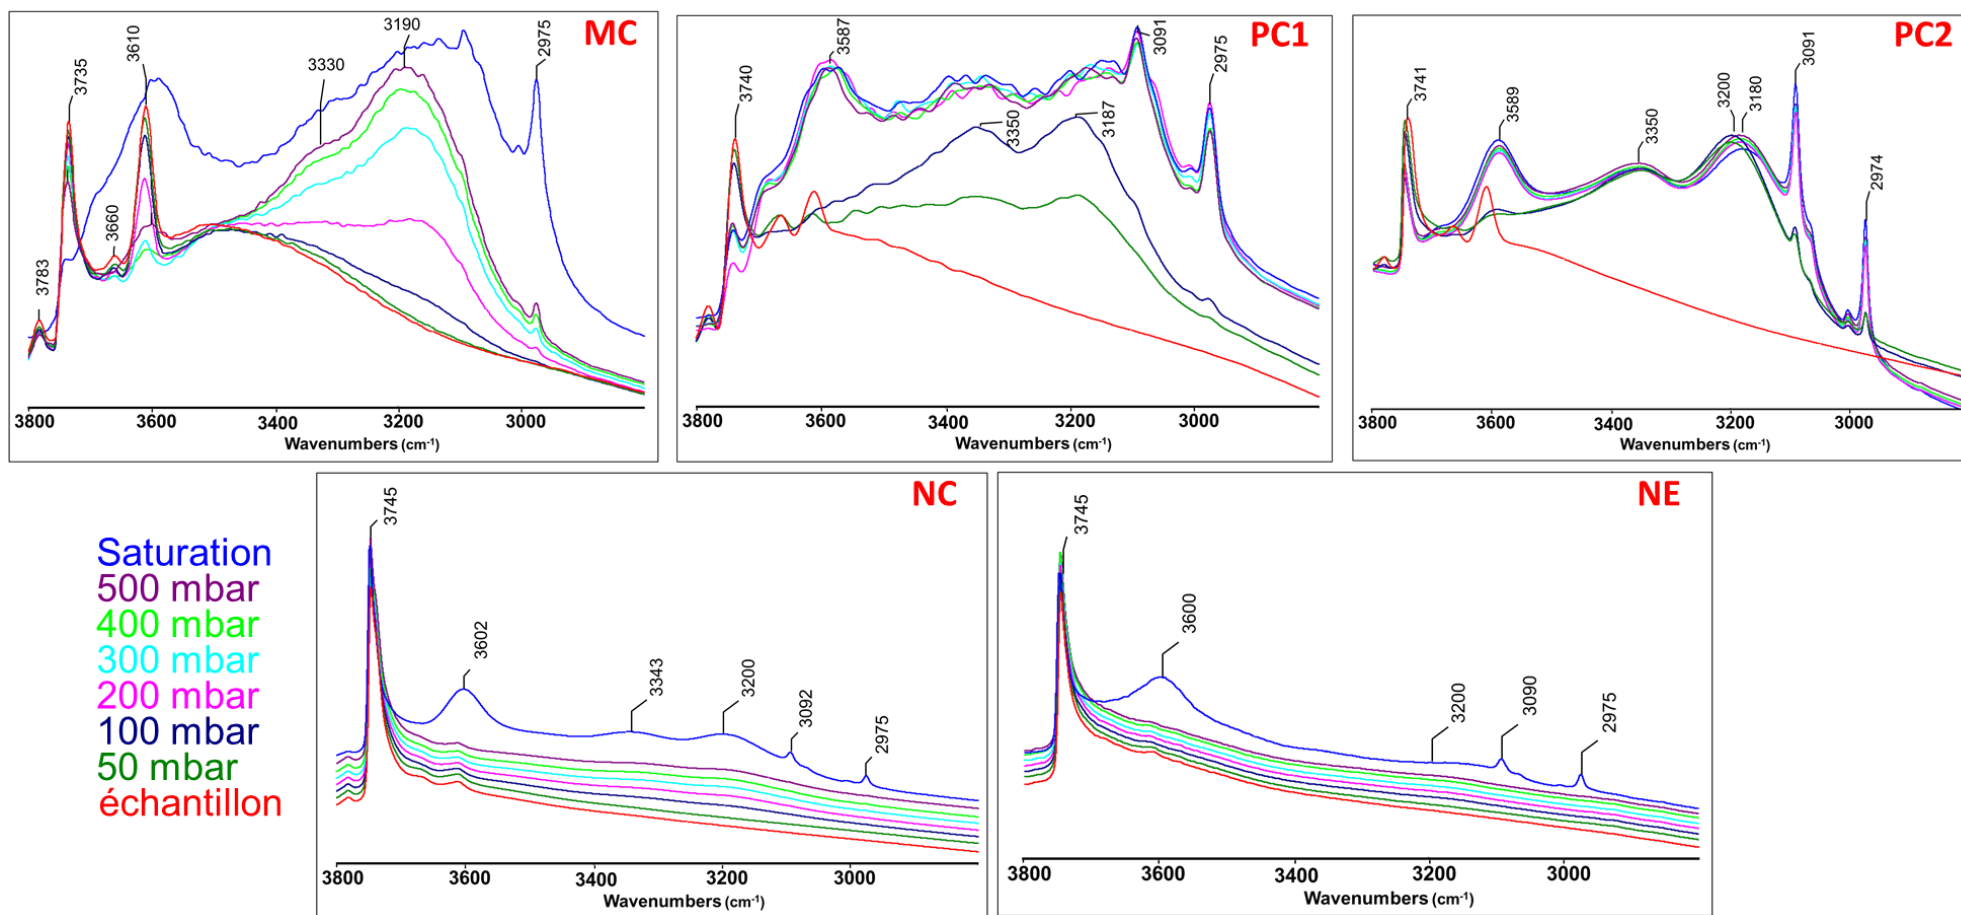 MC
3783
3735
3660
3610
3330
3190
2975
3800 3600 3400 3200 3000
Wavenumbers (cm-1)
PC1
3740
3587
3350
3187
3091
2975
3800 3600 3400 3200 3000
Wavenumbers (cm-1)
PC2
3741
3589
3350
3200
3180
3091
2974
3800 3600 3400 3200 3000
Wavenumbers (cm-1)
Saturation
500 mbar
400 mbar
300 mbar
200 mbar
100 mbar
50 mbar
échantillon
NC
3745
3602
3343
3200
3092
2975
3800 3600 3400 3200 3000
Wavenumbers (cm-1)
NE
3745
3600
3200
3090
2975
3800 3600 3400 3200 3000
Wavenumbers (cm-1)